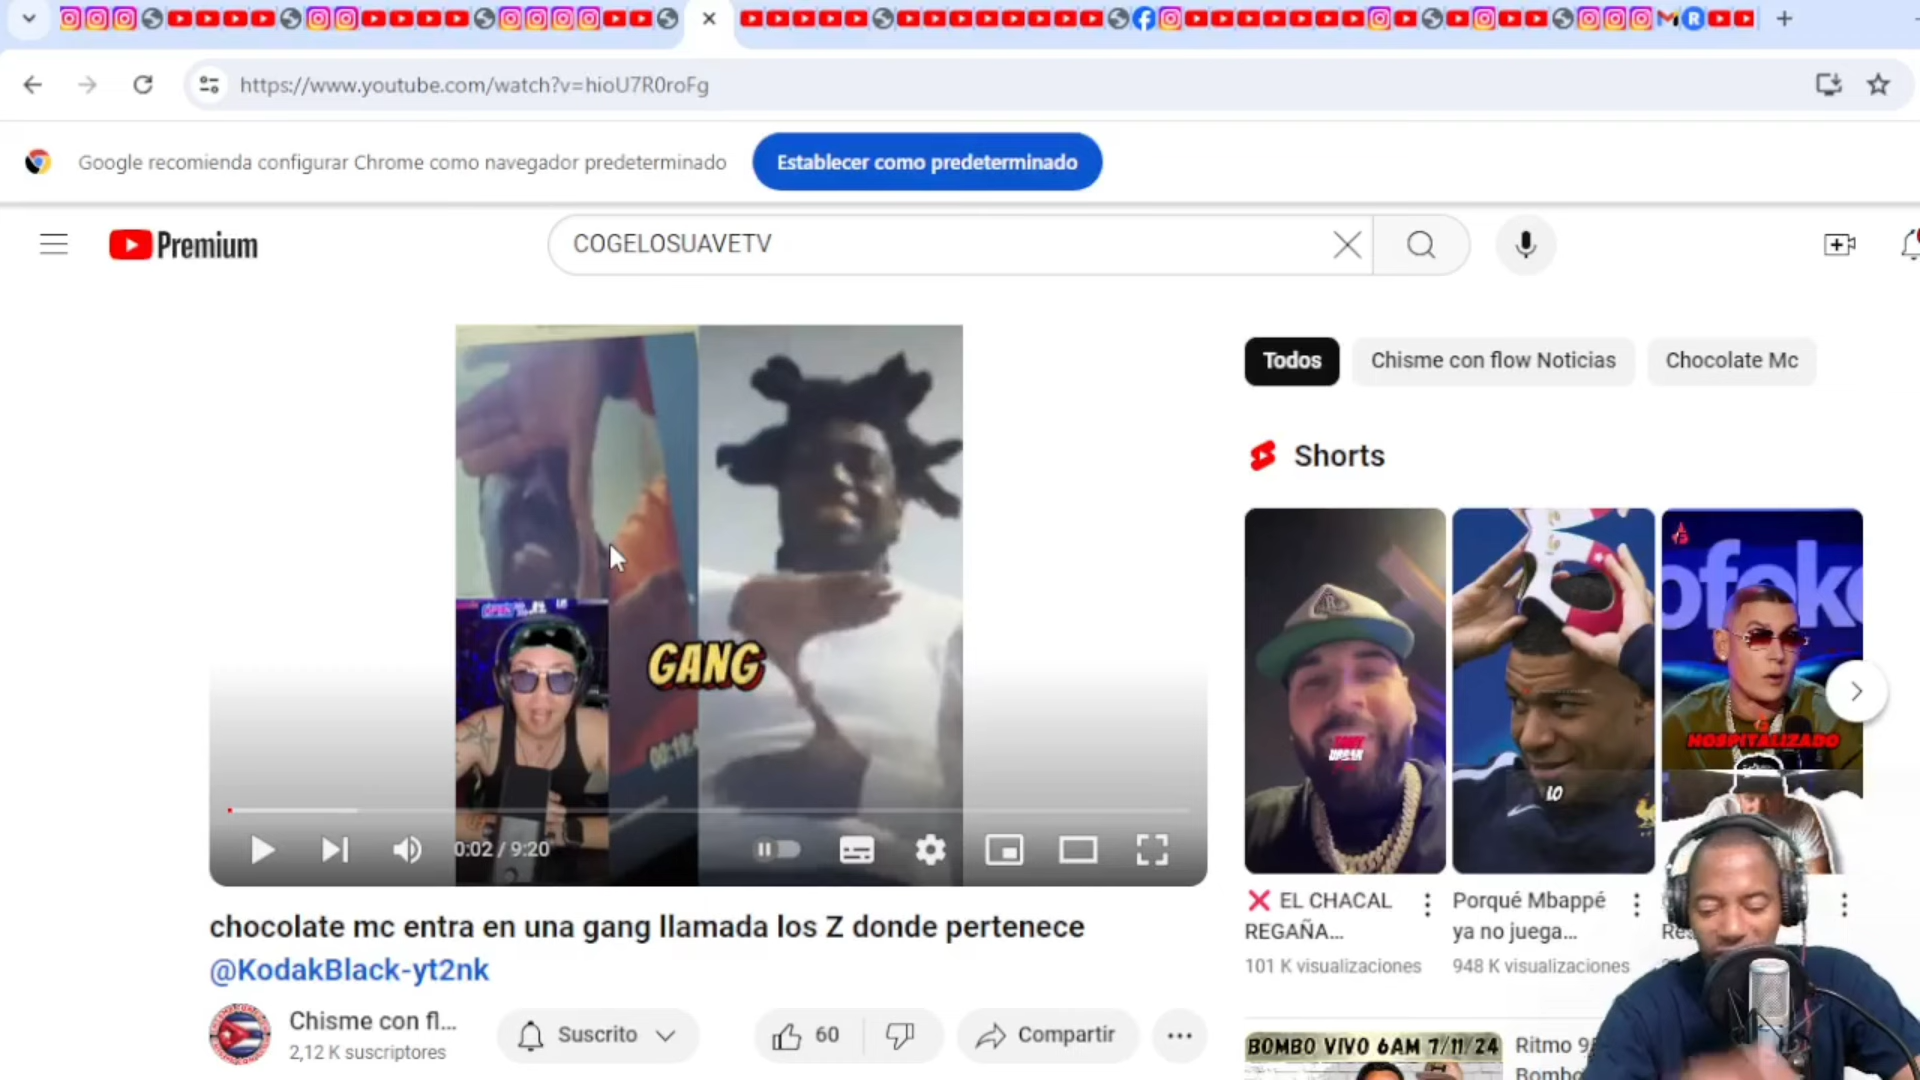 https://www.youtube.com/watch?v=hioU7R0roFg
Google recomienda configurar Chrome como navegador predeterminado
Establecer como predeterminado
Premium
COGELOSUAVETV
Todos
Chisme con flow Noticias
Chocolate Mc
Shorts
GANG
HOSPITALIZADO
LO
0:02 / 9:20
chocolate mc entra en una gang llamada los Z donde pertenece
@KodakBlack-yt2nk
Chisme con fl...
2,12 K suscriptores
Suscrito
60
Compartir
❌ EL CHACAL
REGAÑA...
101 K visualizaciones
Porqué Mbappé
ya no juega...
948 K visualizaciones
BOMBO VIVO 6AM 7/11/24
Ritmo
Bombo